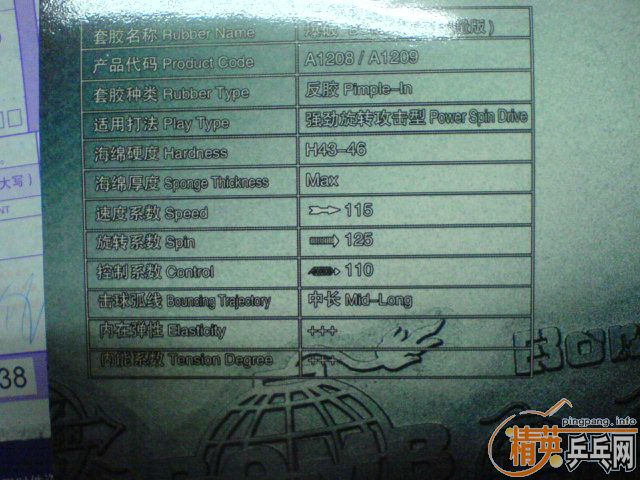 套胶名称 Rubber Name
版）
产品代码 Product Code A1208 / A1209
套胶种类 Rubber Type 反胶 Pimple-In
适用打法 Play Type 强劲旋转攻击型 Power Spin Drive
海绵硬度 Hardness H43-46
海绵厚度 Sponge Thickness Max
速度系数 Speed 115
旋转系数 Spin 125
控制系数 Control 110
击球弧线 Bouncing Trajectory 中长 Mid-Long
内在弹性 Elasticity +++
内能系数 Tension Degree +++
大写）
NT
38
BOMB
pingpang.info
精英乒乓网